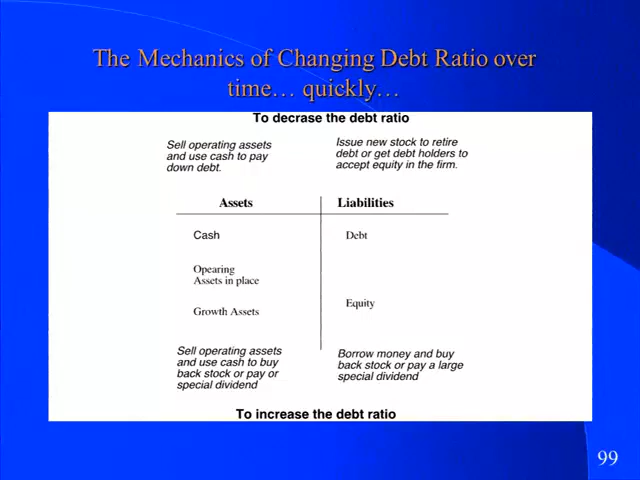 The Mechanics of Changing Debt Ratio over
time… quickly…
To decrase the debt ratio
Sell operating assets
and use cash to pay
down debt.
Issue new stock to retire
debt or get debt holders to
accept equity in the firm.
Assets
Liabilities
Cash
Debt
Opearing
Assets in place
Equity
Growth Assets
Sell operating assets
and use cash to buy
back stock or pay or
special dividend
Borrow money and buy
back stock or pay a large
special dividend
To increase the debt ratio
99